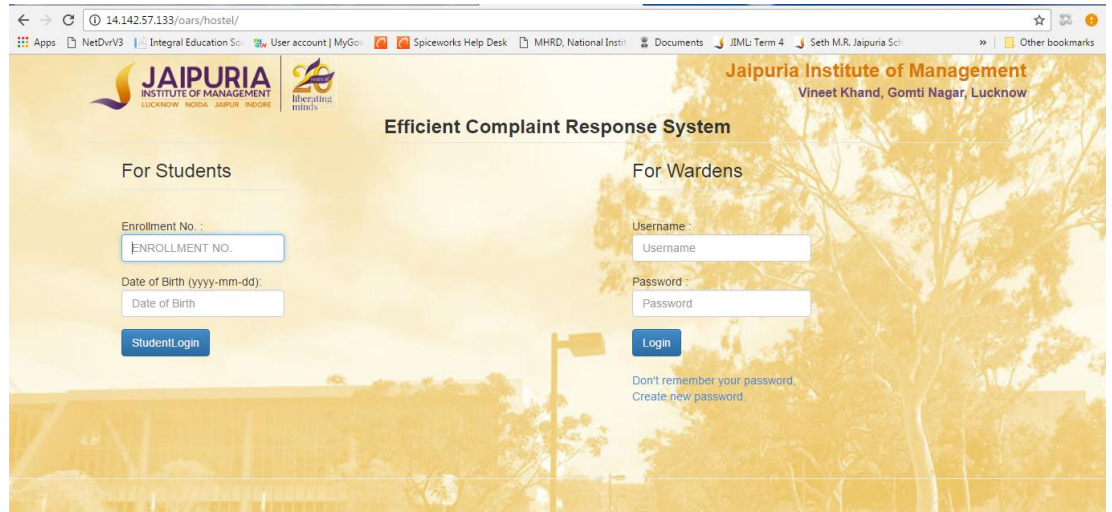 14.142.57.133/oars/hostel/
Apps NetDvrV3 Integral Education So User account | MyGov Spiceworks Help Desk MHRD, National Instit Documents JIML: Term 4 Seth M.R. Jaipuria Sch » Other bookmarks
JAIPURIA
INSTITUTE OF MANAGEMENT
LUCKNOW NOIDA JAIPUR INDORE
years of
liberating
minds
Jaipuria Institute of Management
Vineet Khand, Gomti Nagar, Lucknow
Efficient Complaint Response System
For Students
Enrollment No. :
ENROLLMENT NO.
Date of Birth (yyyy-mm-dd):
Date of Birth
StudentLogin
For Wardens
Username :
Username
Password :
Password
Login
Don't remember your password,
Create new password.